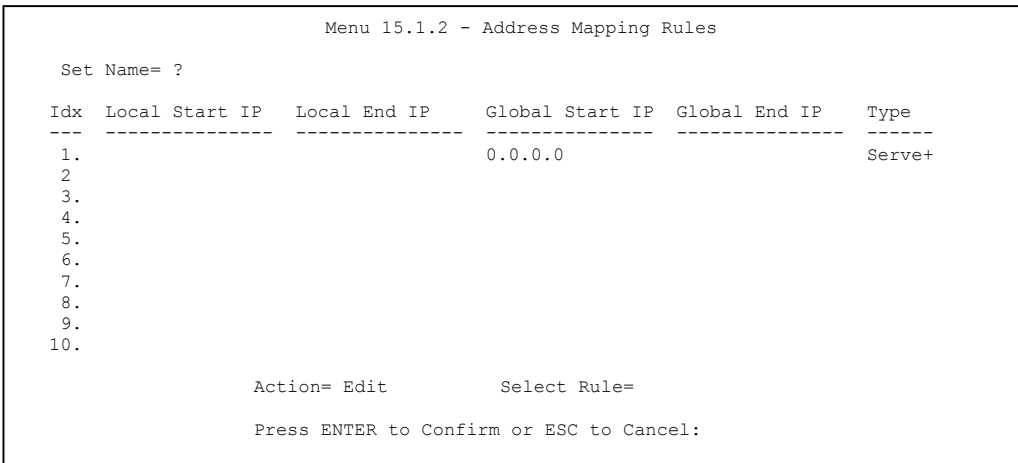 Menu 15.1.2 - Address Mapping Rules
Set Name= ?
Idx  Local Start IP   Local End IP     Global Start IP  Global End IP    Type
---  ---------------  ---------------  ---------------  ---------------  ------
1.                                     0.0.0.0                           Serve+
2
3.
4.
5.
6.
7.
8.
9.
10.
Action= Edit          Select Rule=
Press ENTER to Confirm or ESC to Cancel: